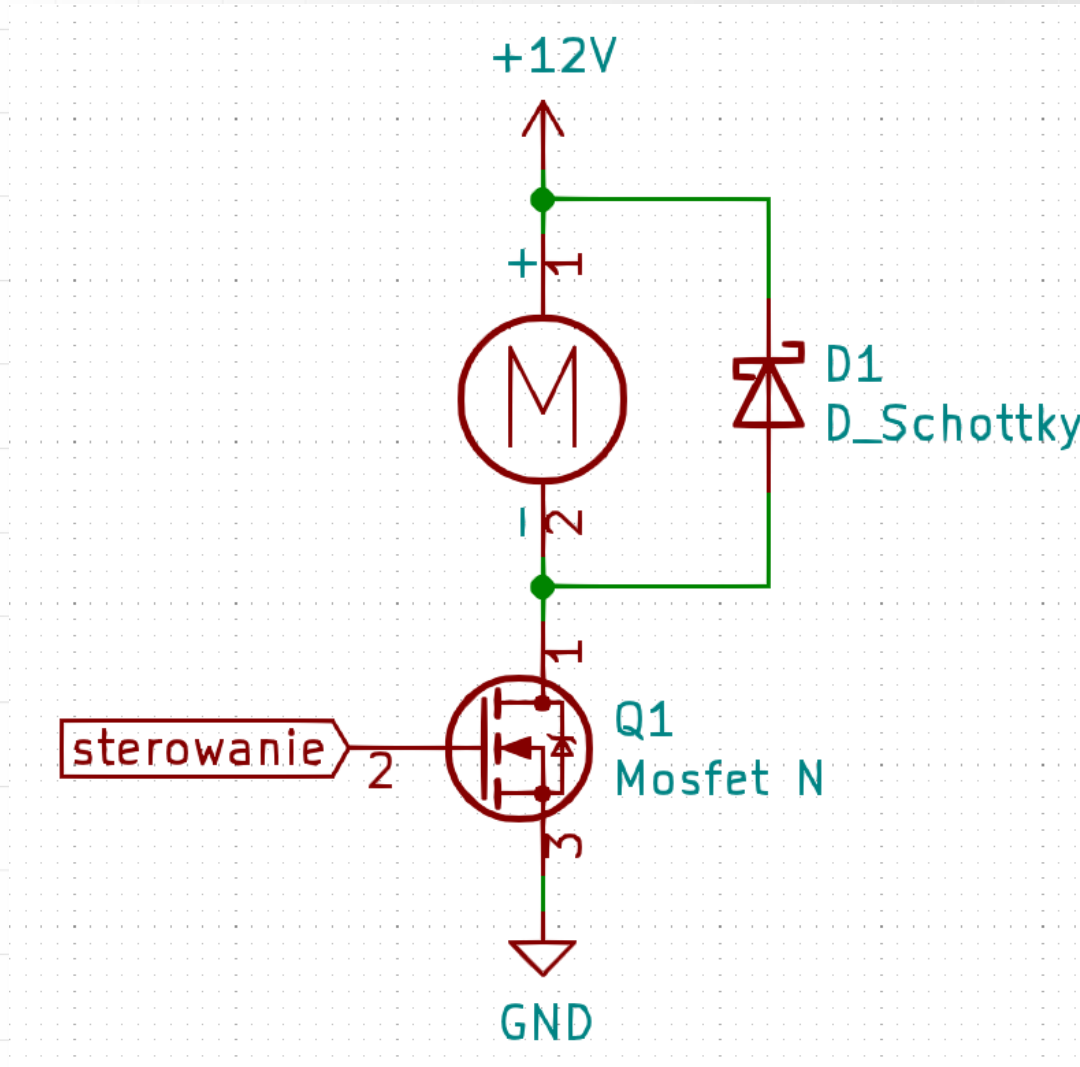 +12V
+
1
M
D1
D_Schottky
-
2
1
Q1
sterowanie
2
Mosfet N
3
GND